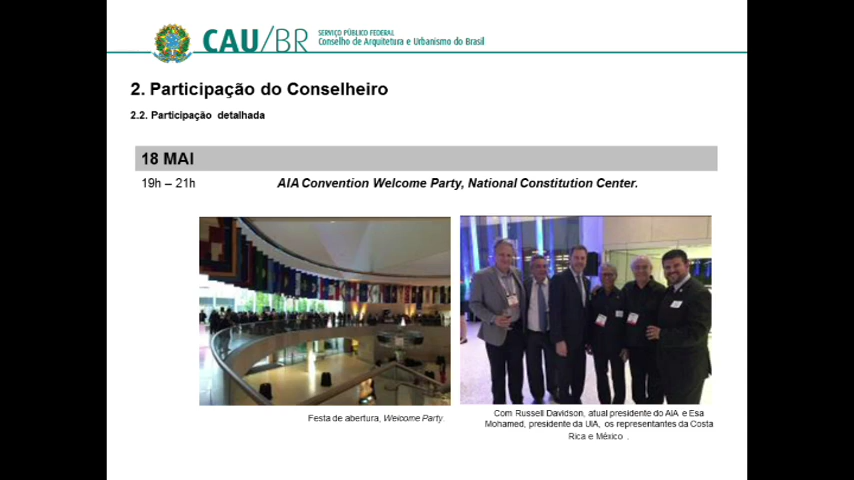 CAU/BR
SERVIÇO PÚBLICO FEDERAL
Conselho de Arquitetura e Urbanismo do Brasil
2. Participação do Conselheiro
2.2. Participação detalhada
18 MAI
19h – 21h AIA Convention Welcome Party, National Constitution Center.
Festa de abertura, Welcome Party.
Com Russell Davidson, atual presidente do AIA e Esa
Mohamed, presidente da UIA, os representantes da Costa
Rica e México .